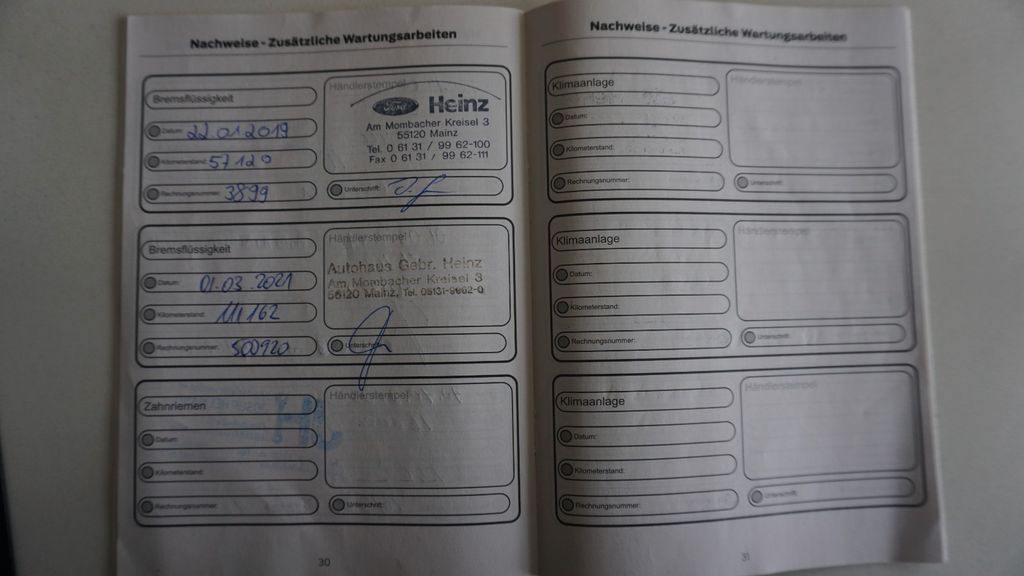 Nachweise - Zusätzliche Wartungsarbeiten
Bremsflüssigkeit
Datum: 22.01.2019
Kilometerstand: 57120
Rechnungsnummer: 3899
Händlerstempel
Ford Heinz
Am Mombacher Kreisel 3
55120 Mainz
Tel. 0 61 31 / 99 62-100
Fax 0 61 31 / 99 62-111
Unterschrift:
Bremsflüssigkeit
Datum: 01.03.2021
Kilometerstand: 111162
Rechnungsnummer: 500920
Händlerstempel
Autohaus Gebr. Heinz
Am Mombacher Kreisel 3
55120 Mainz, Tel. 06131-9962-0
Unterschrift:
Zahnriemen
Datum:
Kilometerstand:
Rechnungsnummer:
Händlerstempel
Unterschrift:
30
Nachweise - Zusätzliche Wartungsarbeiten
Klimaanlage
Datum:
Kilometerstand:
Rechnungsnummer:
Händlerstempel
Unterschrift:
Klimaanlage
Datum:
Kilometerstand:
Rechnungsnummer:
Händlerstempel
Unterschrift:
Klimaanlage
Datum:
Kilometerstand:
Rechnungsnummer:
Händlerstempel
Unterschrift:
31